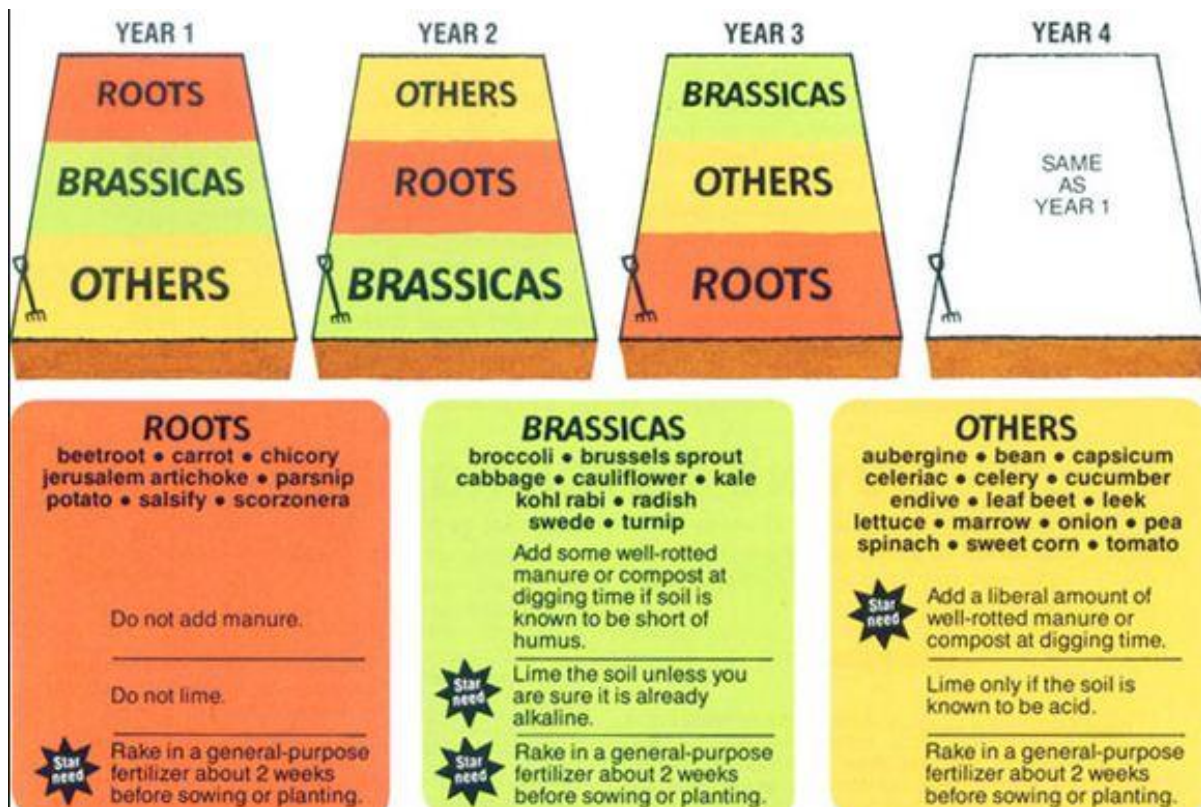 YEAR 1
YEAR 2
YEAR 3
YEAR 4
ROOTS
BRASSICAS
OTHERS
OTHERS
ROOTS
BRASSICAS
BRASSICAS
OTHERS
ROOTS
SAME
AS
YEAR 1
ROOTS
beetroot • carrot • chicory
jerusalem artichoke • parsnip
potato • salsify • scorzonera
Do not add manure.
Do not lime.
Star
need
Rake in a general-purpose
fertilizer about 2 weeks
before sowing or planting.
BRASSICAS
broccoli • brussels sprout
cabbage • cauliflower • kale
kohl rabi • radish
swede • turnip
Add some well-rotted
manure or compost at
digging time if soil is
known to be short of
humus.
Star
need
Lime the soil unless you
are sure it is already
alkaline.
Star
need
Rake in a general-purpose
fertilizer about 2 weeks
before sowing or planting.
OTHERS
aubergine • bean • capsicum
celeriac • celery • cucumber
endive • leaf beet • leek
lettuce • marrow • onion • pea
spinach • sweet corn • tomato
Star
need
Add a liberal amount of
well-rotted manure or
compost at digging time.
Lime only if the soil is
known to be acid.
Rake in a general-purpose
fertilizer about 2 weeks
before sowing or planting.